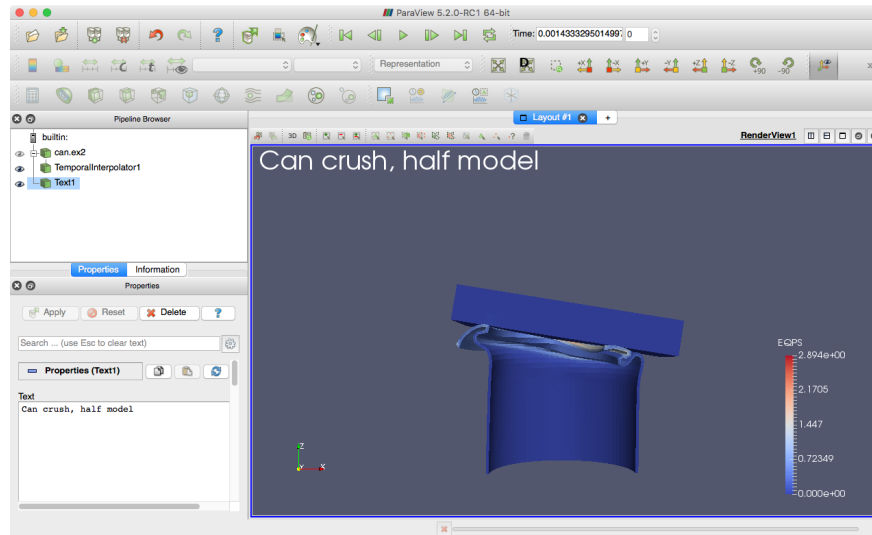 ParaView 5.2.0-RC1 64-bit
Time: 0.00143332950149971 0
Representation
+X -X +Y -Y +Z -Z +90 -90
Pipeline Browser
Layout #1
builtin:
can.ex2
TemporalInterpolator1
Text1
3D
RenderView1
Can crush, half model
Properties Information
Properties
Apply Reset Delete ?
Search ... (use Esc to clear text)
Properties (Text1)
Text
Can crush, half model
EQPS
2.894e+00
2.1705
1.447
0.72349
0.000e+00
Z
Y X